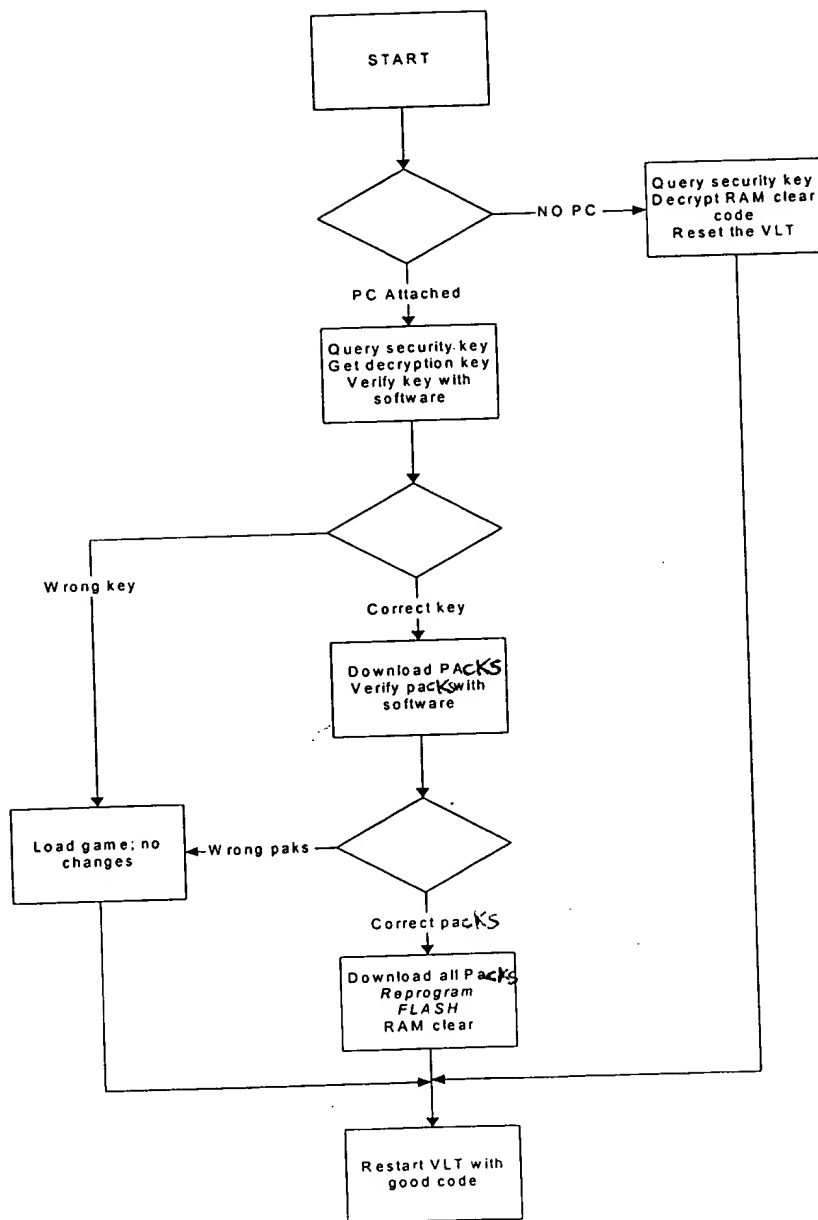 START
NO PC
Query security key
Decrypt RAM clear
code
Reset the VLT
PC Attached
Query security key
Get decryption key
Verify key with
software
Wrong key
Correct key
Download PACKS
Verify packs with
software
Load game; no
changes
Wrong paks
Correct packs
Download all Packs
Reprogram
FLASH
RAM clear
Restart VLT with
good code